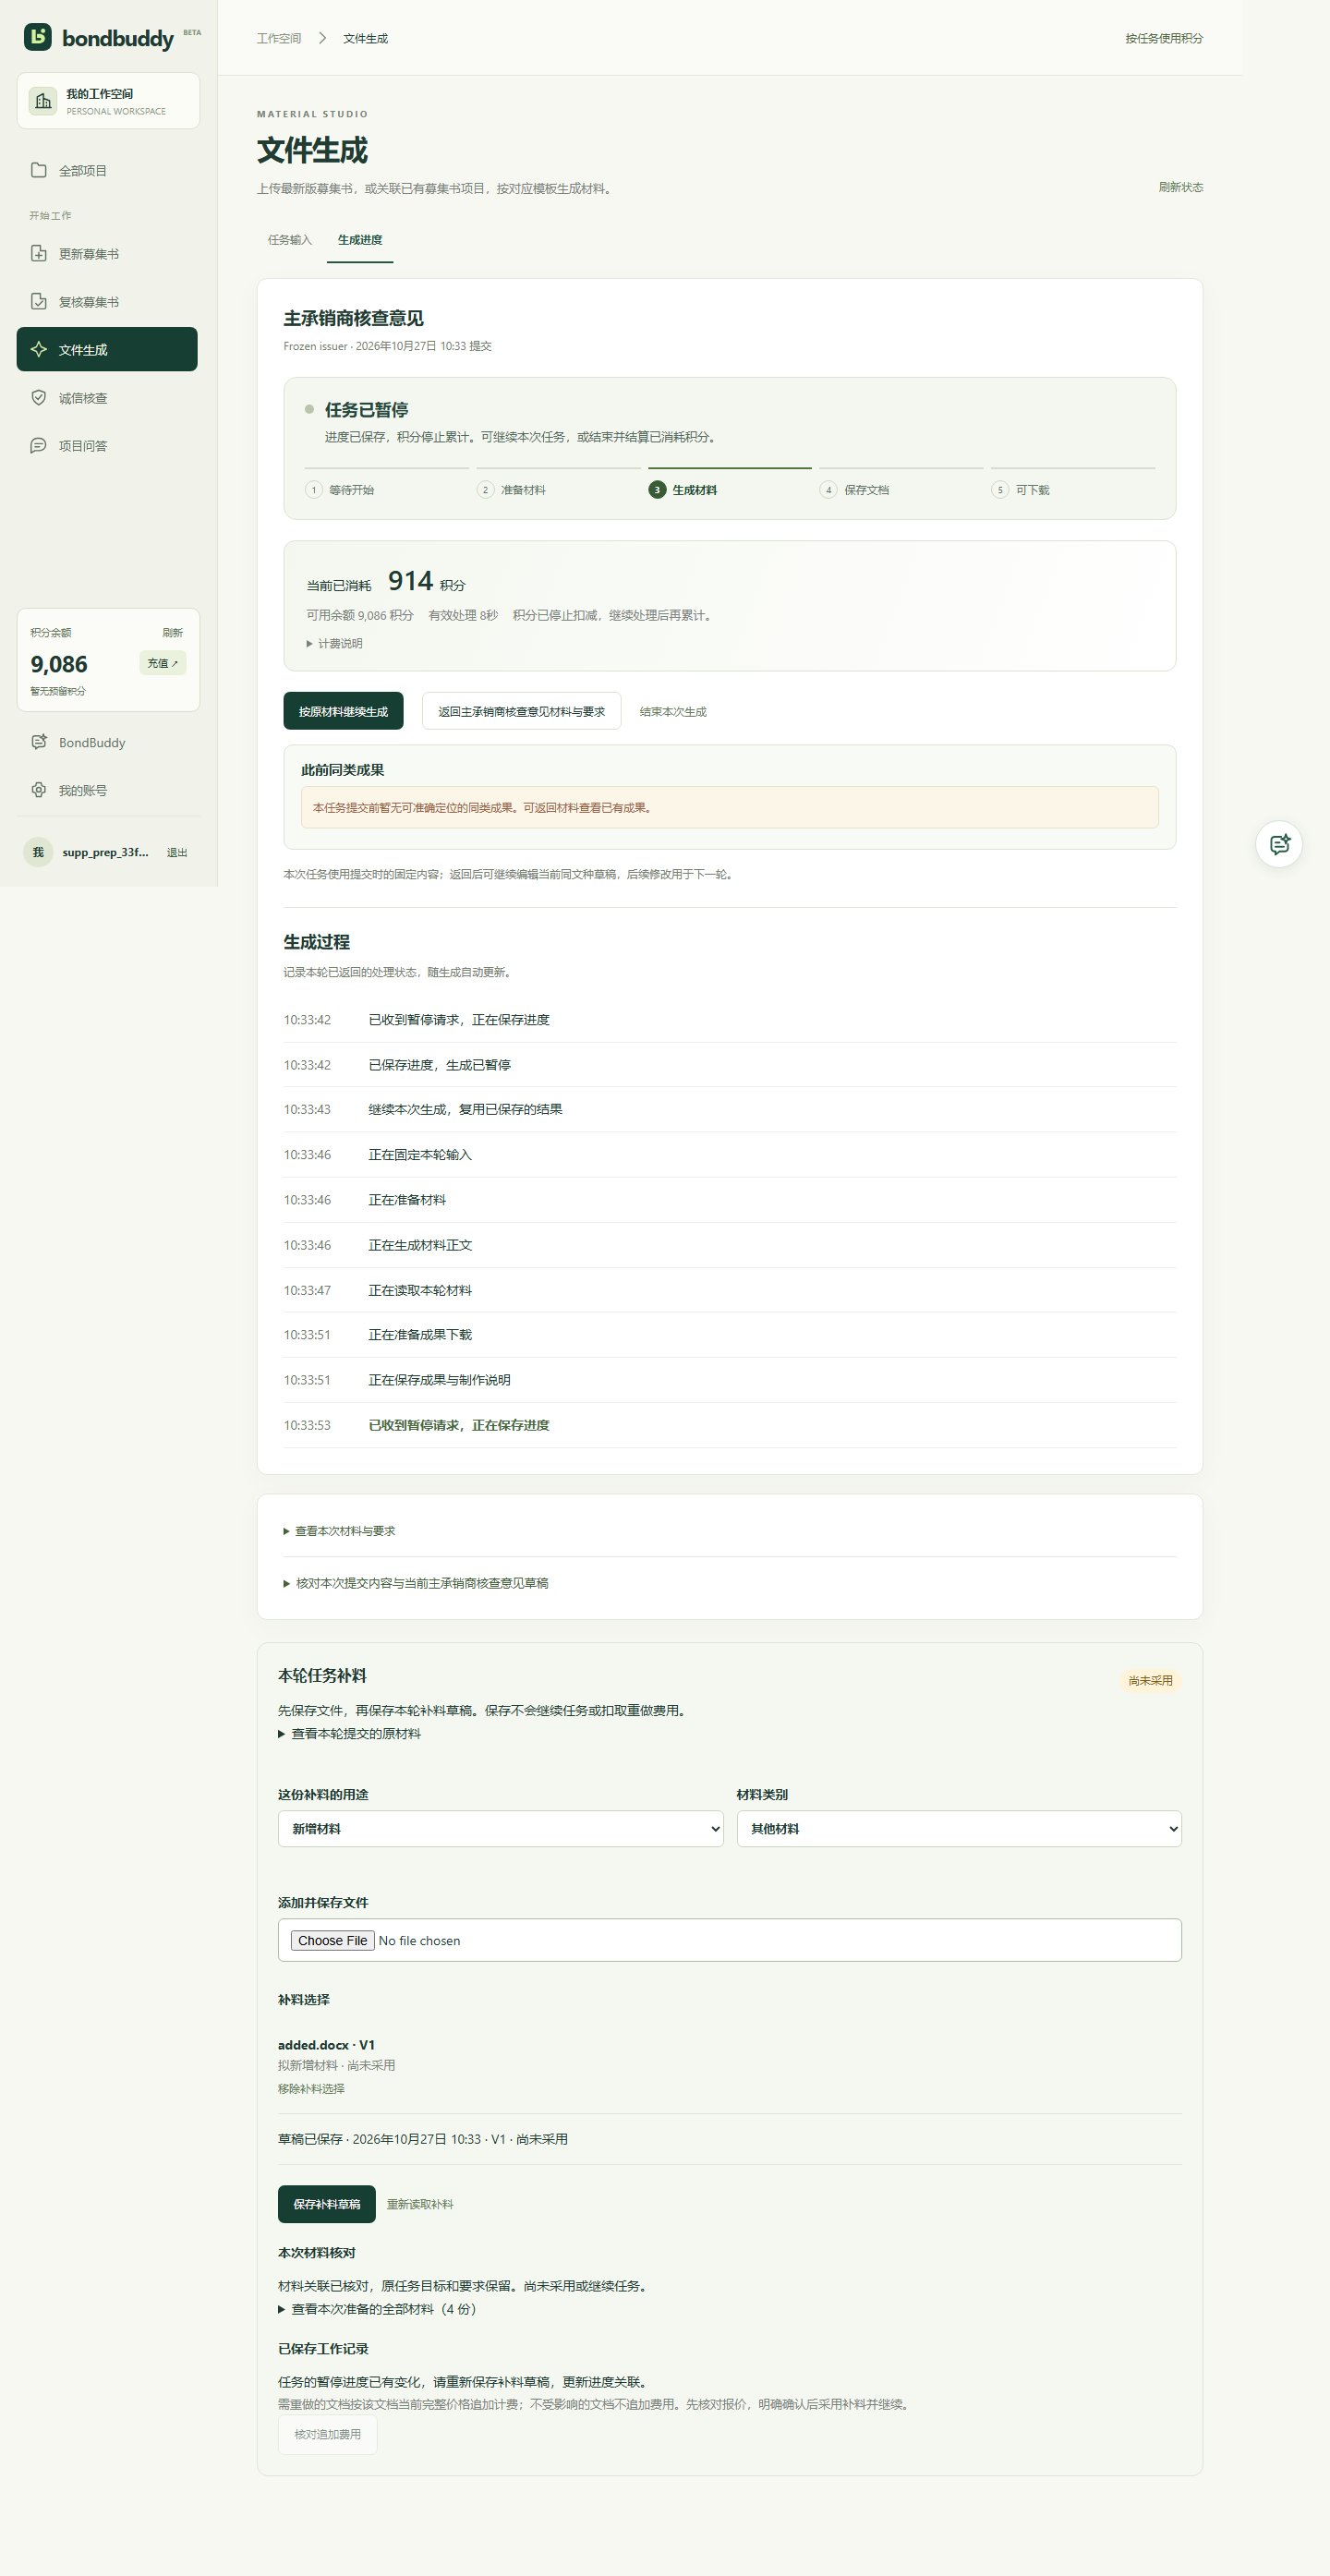 bondbuddy BETA
我的工作空间
PERSONAL WORKSPACE
全部项目
开始工作
更新募集书
复核募集书
文件生成
诚信核查
项目问答
积分余额 刷新
9,086 充值↗
暂无预留积分
BondBuddy
我的账号
我 supp_prep_33f... 退出
工作空间 > 文件生成 按任务使用积分
MATERIAL STUDIO
文件生成
上传最新版募集书，或关联已有募集书项目，按对应模板生成材料。 刷新状态
任务输入 生成进度
主承销商核查意见
Frozen issuer · 2026年10月27日 10:33 提交
任务已暂停
进度已保存，积分停止累计。可继续本次任务，或结束并结算已消耗积分。
1 等待开始 2 准备材料 3 生成材料 4 保存文档 5 可下载
当前已消耗 914 积分
可用余额 9,086 积分 有效处理 8秒 积分已停止扣减，继续处理后再累计。
▶ 计费说明
按原材料继续生成 返回主承销商核查意见材料与要求 结束本次生成
此前同类成果
本任务提交前暂无可准确定位的同类成果。可返回材料查看已有成果。
本次任务使用提交时的固定内容；返回后可继续编辑当前同文种草稿，后续修改用于下一轮。
生成过程
记录本轮已返回的处理状态，随生成自动更新。
10:33:42 已收到暂停请求，正在保存进度
10:33:42 已保存进度，生成已暂停
10:33:43 继续本次生成，复用已保存的结果
10:33:46 正在固定本轮输入
10:33:46 正在准备材料
10:33:46 正在生成材料正文
10:33:47 正在读取本轮材料
10:33:51 正在准备成果下载
10:33:51 正在保存成果与制作说明
10:33:53 已收到暂停请求，正在保存进度
▶ 查看本次材料与要求
▶ 核对本次提交内容与当前主承销商核查意见草稿
本轮任务补料 尚未采用
先保存文件，再保存本轮补料草稿。保存不会继续任务或扣取重做费用。
▶ 查看本轮提交的原材料
这份补料的用途 材料类别
新增材料 其他材料
添加并保存文件
Choose File No file chosen
补料选择
added.docx · V1
拟新增材料 · 尚未采用
移除补料选择
草稿已保存 · 2026年10月27日 10:33 · V1 · 尚未采用
保存补料草稿 重新读取补料
本次材料核对
材料关联已核对，原任务目标和要求保留。尚未采用或继续任务。
▶ 查看本次准备的全部材料（4 份）
已保存工作记录
任务的暂停进度已有变化，请重新保存补料草稿，更新进度关联。
需重做的文档按该文档当前完整价格追加计费；不受影响的文档不追加费用。先核对报价，明确确认后采用补料并继续。
核对追加费用